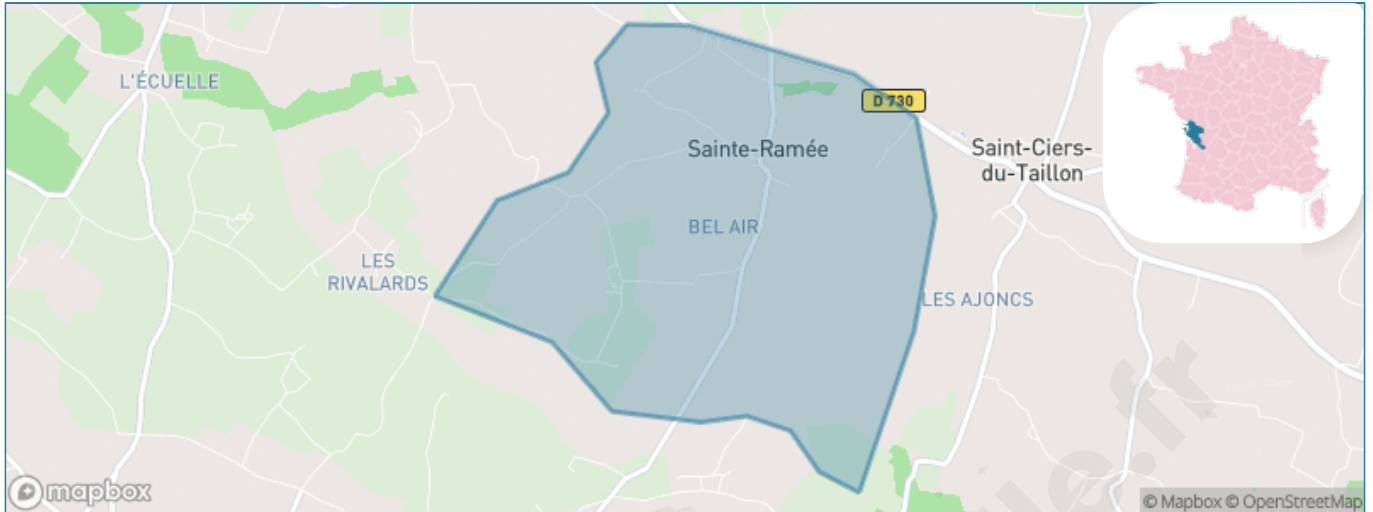 L'ÉCUELLE
D 730
Sainte-Ramée
Saint-Ciers-
du-Taillon
BEL AIR
LES
RIVALARDS
LES AJONCS
mapbox
© Mapbox © OpenStreetMap